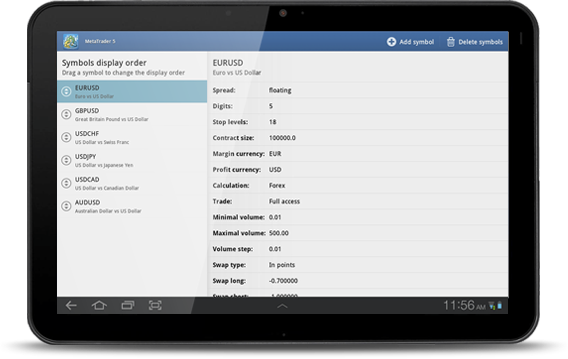 MetaTrader 5
Add symbol
Delete symbols
Symbols display order
Drag a symbol to change the display order
EURUSD
Euro vs US Dollar
GBPUSD
Great Britain Pound vs US Dollar
USDCHF
US Dollar vs Swiss Franc
USDJPY
US Dollar vs Japanese Yen
USDCAD
US Dollar vs Canadian Dollar
AUDUSD
Australian Dollar vs US Dollar
EURUSD
Euro vs US Dollar
Spread: floating
Digits: 5
Stop levels: 18
Contract size: 100000.0
Margin currency: EUR
Profit currency: USD
Calculation: Forex
Trade: Full access
Minimal volume: 0.01
Maximal volume: 500.00
Volume step: 0.01
Swap type: In points
Swap long: -0.700000
Swap short: -1.000000
11:56 AM